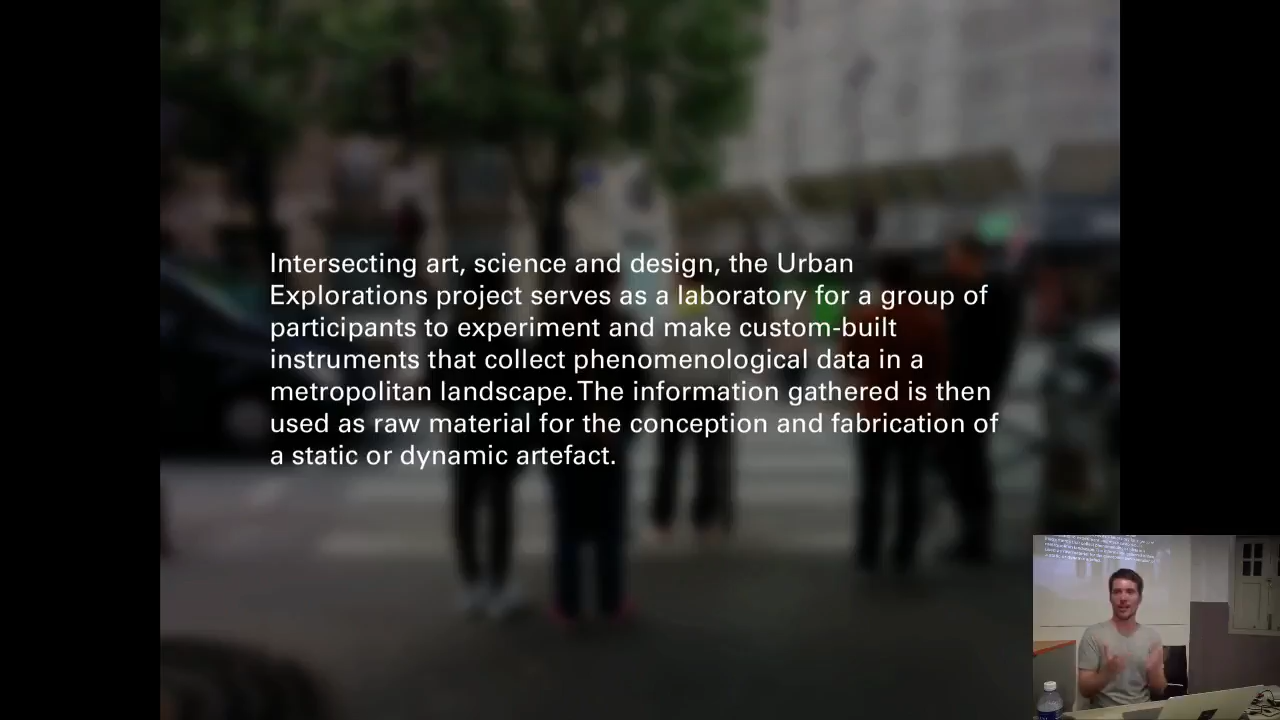 Intersecting art, science and design, the Urban
Explorations project serves as a laboratory for a group of
participants to experiment and make custom-built
instruments that collect phenomenological data in a
metropolitan landscape. The information gathered is then
used as raw material for the conception and fabrication of
a static or dynamic artefact.